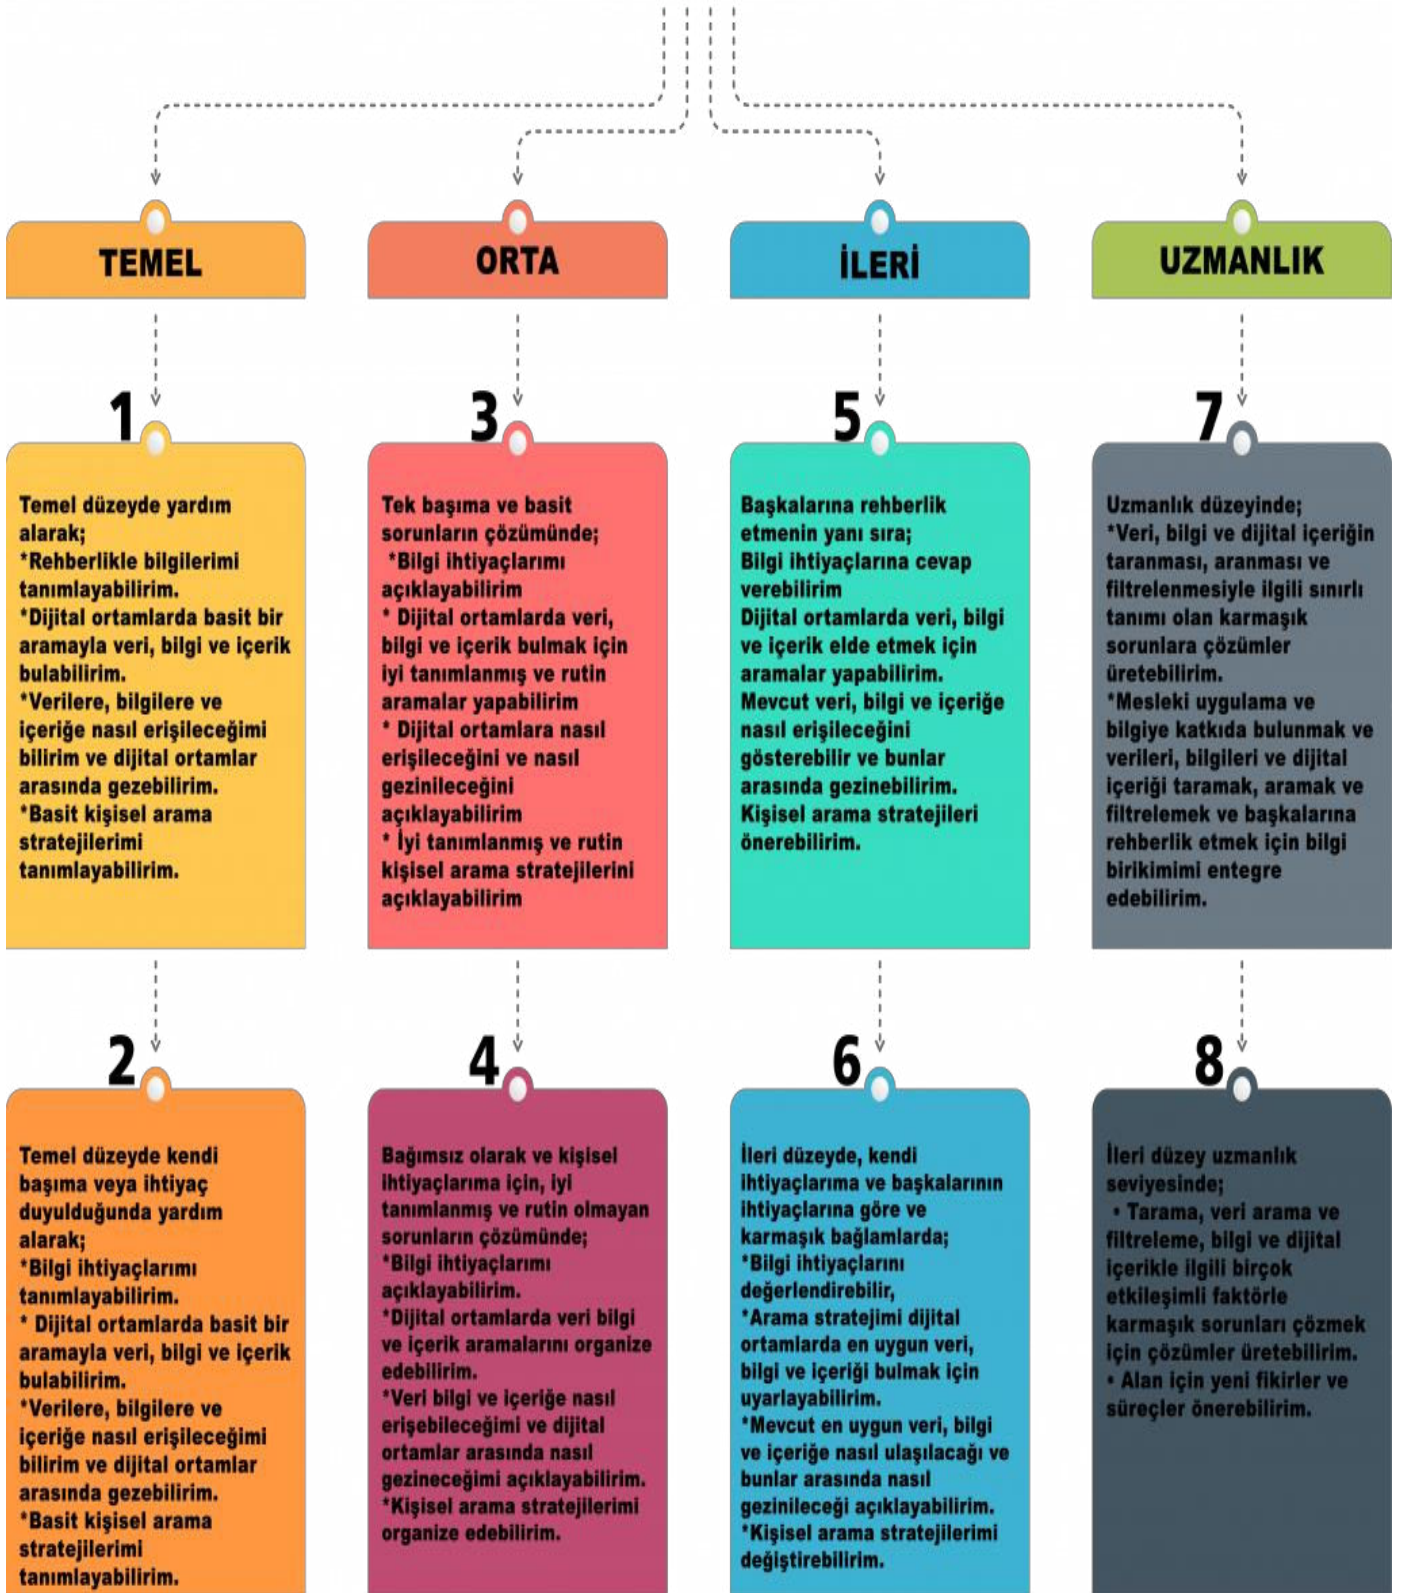 TEMEL
ORTA
İLERİ
UZMANLIK
1
Temel düzeyde yardım
alarak;
*Rehberlikle bilgilerimi
tanımlayabilirim.
*Dijital ortamlarda basit bir
aramayla veri, bilgi ve içerik
bulabilirim.
*Verilere, bilgilere ve
içeriğe nasıl erişileceğimi
bilirim ve dijital ortamlar
arasında gezebilirim.
*Basit kişisel arama
stratejilerimi
tanımlayabilirim.
3
Tek başıma ve basit
sorunların çözümünde;
*Bilgi ihtiyaçlarımı
açıklayabilirim
* Dijital ortamlarda veri,
bilgi ve içerik bulmak için
iyi tanımlanmış ve rutin
aramalar yapabilirim
* Dijital ortamlara nasıl
erişileceğini ve nasıl
gezinileceğini
açıklayabilirim
* İyi tanımlanmış ve rutin
kişisel arama stratejilerini
açıklayabilirim
5
Başkalarına rehberlik
etmenin yanı sıra;
Bilgi ihtiyaçlarına cevap
verebilirim
Dijital ortamlarda veri, bilgi
ve içerik elde etmek için
aramalar yapabilirim.
Mevcut veri, bilgi ve içeriğe
nasıl erişileceğini
gösterebilir ve bunlar
arasında gezinebilirim.
Kişisel arama stratejileri
önerebilirim.
7
Uzmanlık düzeyinde;
*Veri, bilgi ve dijital içeriğin
taranması, aranması ve
filtrelenmesiyle ilgili sınırlı
tanımı olan karmaşık
sorunlara çözümler
üretebilirim.
*Mesleki uygulama ve
bilgiye katkıda bulunmak ve
verileri, bilgileri ve dijital
içeriği taramak, aramak ve
filtrelemek ve başkalarına
rehberlik etmek için bilgi
birikimimi entegre
edebilirim.
2
Temel düzeyde kendi
başıma veya ihtiyaç
duyulduğunda yardım
alarak;
*Bilgi ihtiyaçlarımı
tanımlayabilirim.
* Dijital ortamlarda basit bir
aramayla veri, bilgi ve içerik
bulabilirim.
*Verilere, bilgilere ve
içeriğe nasıl erişileceğimi
bilirim ve dijital ortamlar
arasında gezebilirim.
*Basit kişisel arama
stratejilerimi
tanımlayabilirim.
4
Bağımsız olarak ve kişisel
ihtiyaçlarıma için, iyi
tanımlanmış ve rutin olmayan
sorunların çözümünde;
*Bilgi ihtiyaçlarımı
açıklayabilirim.
*Dijital ortamlarda veri bilgi
ve içerik aramalarını organize
edebilirim.
*Veri bilgi ve içeriğe nasıl
erişebileceğimi ve dijital
ortamlar arasında nasıl
gezineceğimi açıklayabilirim.
*Kişisel arama stratejilerimi
organize edebilirim.
6
İleri düzeyde, kendi
ihtiyaçlarıma ve başkalarının
ihtiyaçlarına göre ve
karmaşık bağlamlarda;
*Bilgi ihtiyaçlarını
değerlendirebilir,
*Arama stratejimi dijital
ortamlarda en uygun veri,
bilgi ve içeriği bulmak için
uyarlayabilirim.
*Mevcut en uygun veri, bilgi
ve içeriğe nasıl ulaşılacağı ve
bunlar arasında nasıl
gezinileceği açıklayabilirim.
*Kişisel arama stratejilerimi
değiştirebilirim.
8
İleri düzey uzmanlık
seviyesinde;
• Tarama, veri arama ve
filtreleme, bilgi ve dijital
içerikle ilgili birçok
etkileşimli faktörle
karmaşık sorunları çözmek
için çözümler üretebilirim.
• Alan için yeni fikirler ve
süreçler önerebilirim.